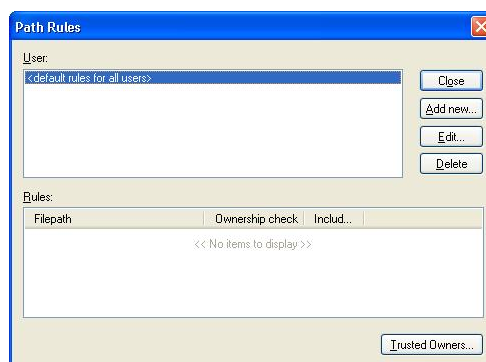 Path Rules
User:
<default rules for all users>
Close
Add new...
Edit...
Delete
Rules:
Filepath Ownership check Includ...
<< No items to display >>
Trusted Owners...